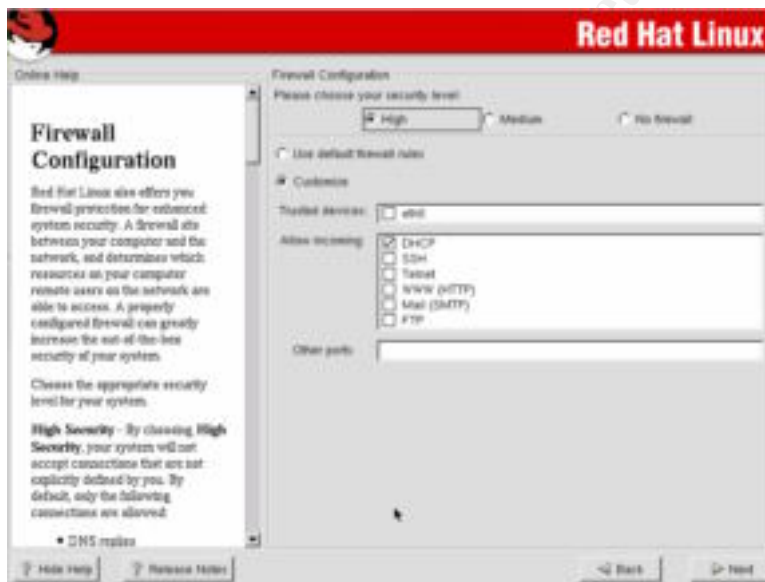 Red Hat Linux
Online Help
Firewall
Configuration
Red Hat Linux also offers you
firewall protection for enhanced
system security. A firewall sits
between your computer and the
network, and determines which
resources on your computer
remote users on the network are
able to access. A properly
configured firewall can greatly
increase the out-of-the-box
security of your system.
Choose the appropriate security
level for your system.
High Security - By choosing High
Security, your system will not
accept connections that are not
explicitly defined by you. By
default, only the following
connections are allowed:
• DNS replies
Firewall Configuration
Please choose your security level:
High
Medium
No firewall
Use default firewall rules
Customize
Trusted devices:
eth0
Allow incoming:
DHCP
SSH
Telnet
WWW (HTTP)
Mail (SMTP)
FTP
Other ports:
Hide Help
Release Notes
Back
Next